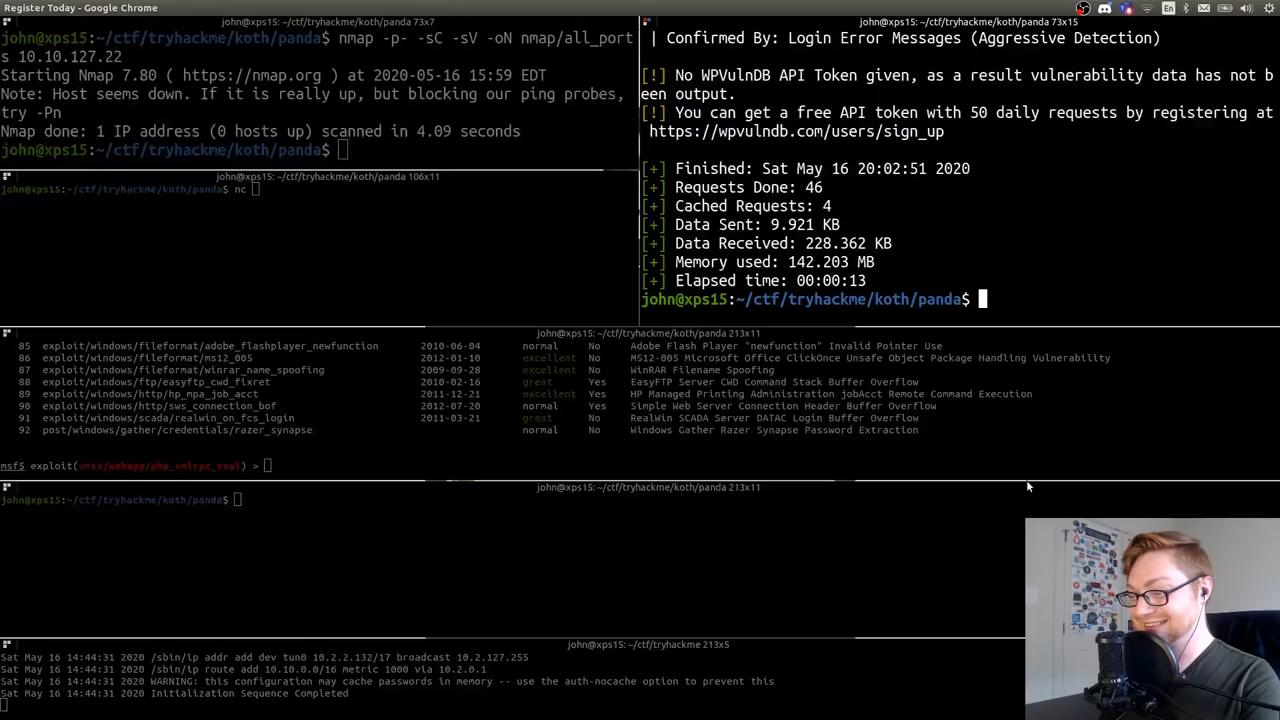 Register Today - Google Chrome
En
john@xps15: ~/ctf/tryhackme/koth/panda 73x7
john@xps15:~/ctf/tryhackme/koth/panda$ nmap -p- -sC -sV -oN nmap/all_port
s 10.10.127.22
Starting Nmap 7.80 ( https://nmap.org ) at 2020-05-16 15:59 EDT
Note: Host seems down. If it is really up, but blocking our ping probes,
try -Pn
Nmap done: 1 IP address (0 hosts up) scanned in 4.09 seconds
john@xps15:~/ctf/tryhackme/koth/panda$
john@xps15: ~/ctf/tryhackme/koth/panda 73x15
| Confirmed By: Login Error Messages (Aggressive Detection)
[!] No WPVulnDB API Token given, as a result vulnerability data has not b
een output.
[!] You can get a free API token with 50 daily requests by registering at
https://wpvulndb.com/users/sign_up
[+] Finished: Sat May 16 20:02:51 2020
[+] Requests Done: 46
[+] Cached Requests: 4
[+] Data Sent: 9.921 KB
[+] Data Received: 228.362 KB
[+] Memory used: 142.203 MB
[+] Elapsed time: 00:00:13
john@xps15:~/ctf/tryhackme/koth/panda$
john@xps15: ~/ctf/tryhackme/koth/panda 106x11
john@xps15:~/ctf/tryhackme/koth/panda$ nc
john@xps15: ~/ctf/tryhackme/koth/panda 213x11
85 exploit/windows/fileformat/adobe_flashplayer_newfunction 2010-06-04 normal No Adobe Flash Player "newfunction" Invalid Pointer Use
86 exploit/windows/fileformat/ms12_005 2012-01-10 excellent No MS12-005 Microsoft Office ClickOnce Unsafe Object Package Handling Vulnerability
87 exploit/windows/fileformat/winrar_name_spoofing 2009-09-28 excellent No WinRAR Filename Spoofing
88 exploit/windows/ftp/easyftp_cwd_fixret 2010-02-16 great Yes EasyFTP Server CWD Command Stack Buffer Overflow
89 exploit/windows/http/hp_mpa_job_acct 2011-12-21 excellent Yes HP Managed Printing Administration jobAcct Remote Command Execution
90 exploit/windows/http/sws_connection_bof 2012-07-20 normal Yes Simple Web Server Connection Header Buffer Overflow
91 exploit/windows/scada/realwin_on_fcs_login 2011-03-21 great No RealWin SCADA Server DATAC Login Buffer Overflow
92 post/windows/gather/credentials/razer_synapse normal No Windows Gather Razer Synapse Password Extraction
msf5 exploit(unix/webapp/php_xmlrpc_eval) >
john@xps15: ~/ctf/tryhackme/koth/panda 213x11
john@xps15:~/ctf/tryhackme/koth/panda$
john@xps15: ~/ctf/tryhackme 213x5
Sat May 16 14:44:31 2020 /sbin/ip addr add dev tun0 10.2.2.132/17 broadcast 10.2.127.255
Sat May 16 14:44:31 2020 /sbin/ip route add 10.10.0.0/16 metric 1000 via 10.2.0.1
Sat May 16 14:44:31 2020 WARNING: this configuration may cache passwords in memory -- use the auth-nocache option to prevent this
Sat May 16 14:44:31 2020 Initialization Sequence Completed